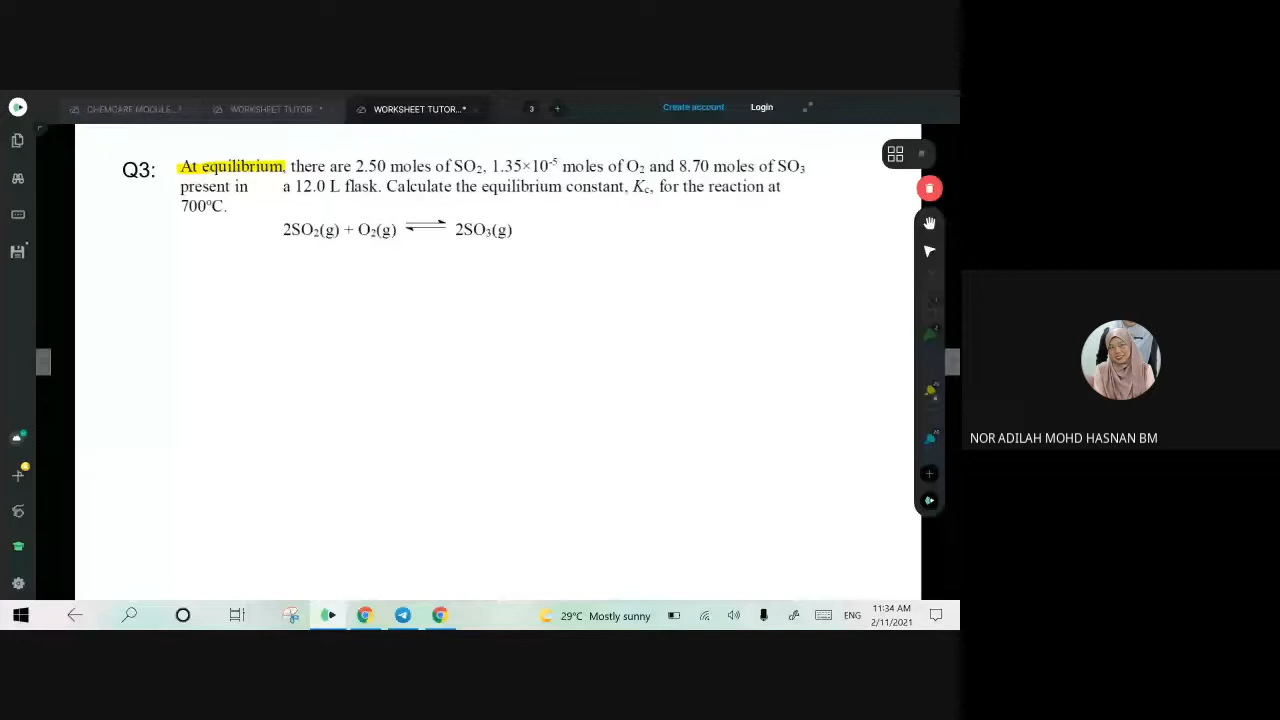 WORKSHEET TUTOR *
WORKSHEET TUTOR...*
3
+
Create account
Login
Q3:
At equilibrium, there are 2.50 moles of SO₂, 1.35×10⁻⁵ moles of O₂ and 8.70 moles of SO₃
present in a 12.0 L flask. Calculate the equilibrium constant, Kc, for the reaction at
700°C.
2SO₂(g) + O₂(g) ⇌ 2SO₃(g)
NOR ADILAH MOHD HASNAN BM
29°C Mostly sunny
ENG
11:34 AM
2/11/2021